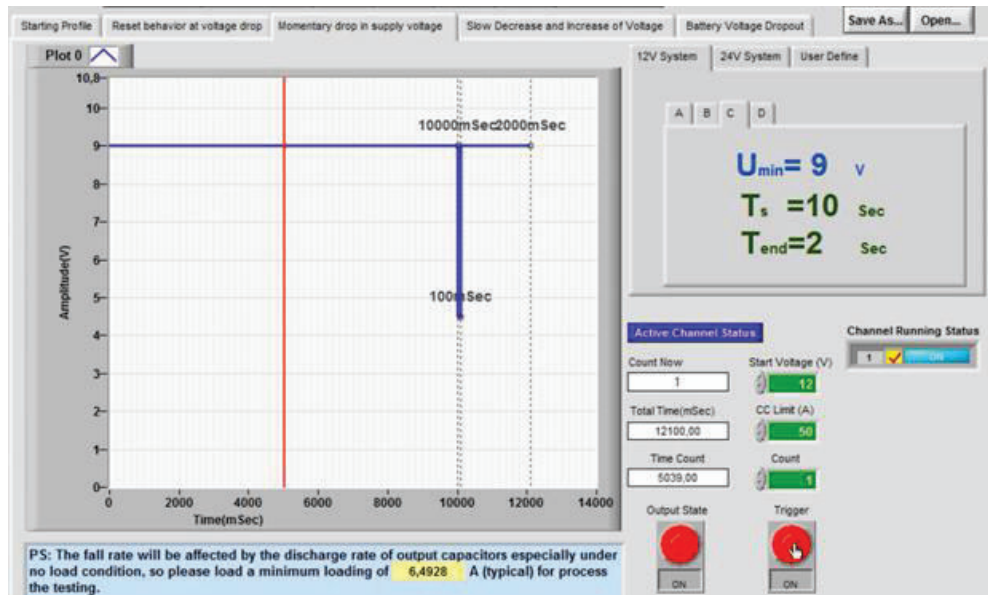 Starting Profile
Reset behavior at voltage drop
Momentary drop in supply voltage
Slow Decrease and Increase of Voltage
Battery Voltage Dropout
Save As...
Open...
Plot 0
12V System
24V System
User Define
A
B
C
D
Umin= 9 V
Ts =10 Sec
Tend=2 Sec
10,8
10
9
8
7
6
5
4
3
2
1
0
Amplitude(V)
10000mSec
2000mSec
100mSec
0
2000
4000
6000
8000
10000
12000
14000
Time(mSec)
Active Channel Status
Channel Running Status
1
ON
Count Now
1
Start Voltage (V)
12
Total Time(mSec)
12100,00
CC Limit (A)
50
Time Count
5039,00
Count
1
Output State
ON
Trigger
ON
PS: The fall rate will be affected by the discharge rate of output capacitors especially under
no load condition, so please load a minimum loading of 6,4928 A (typical) for process
the testing.